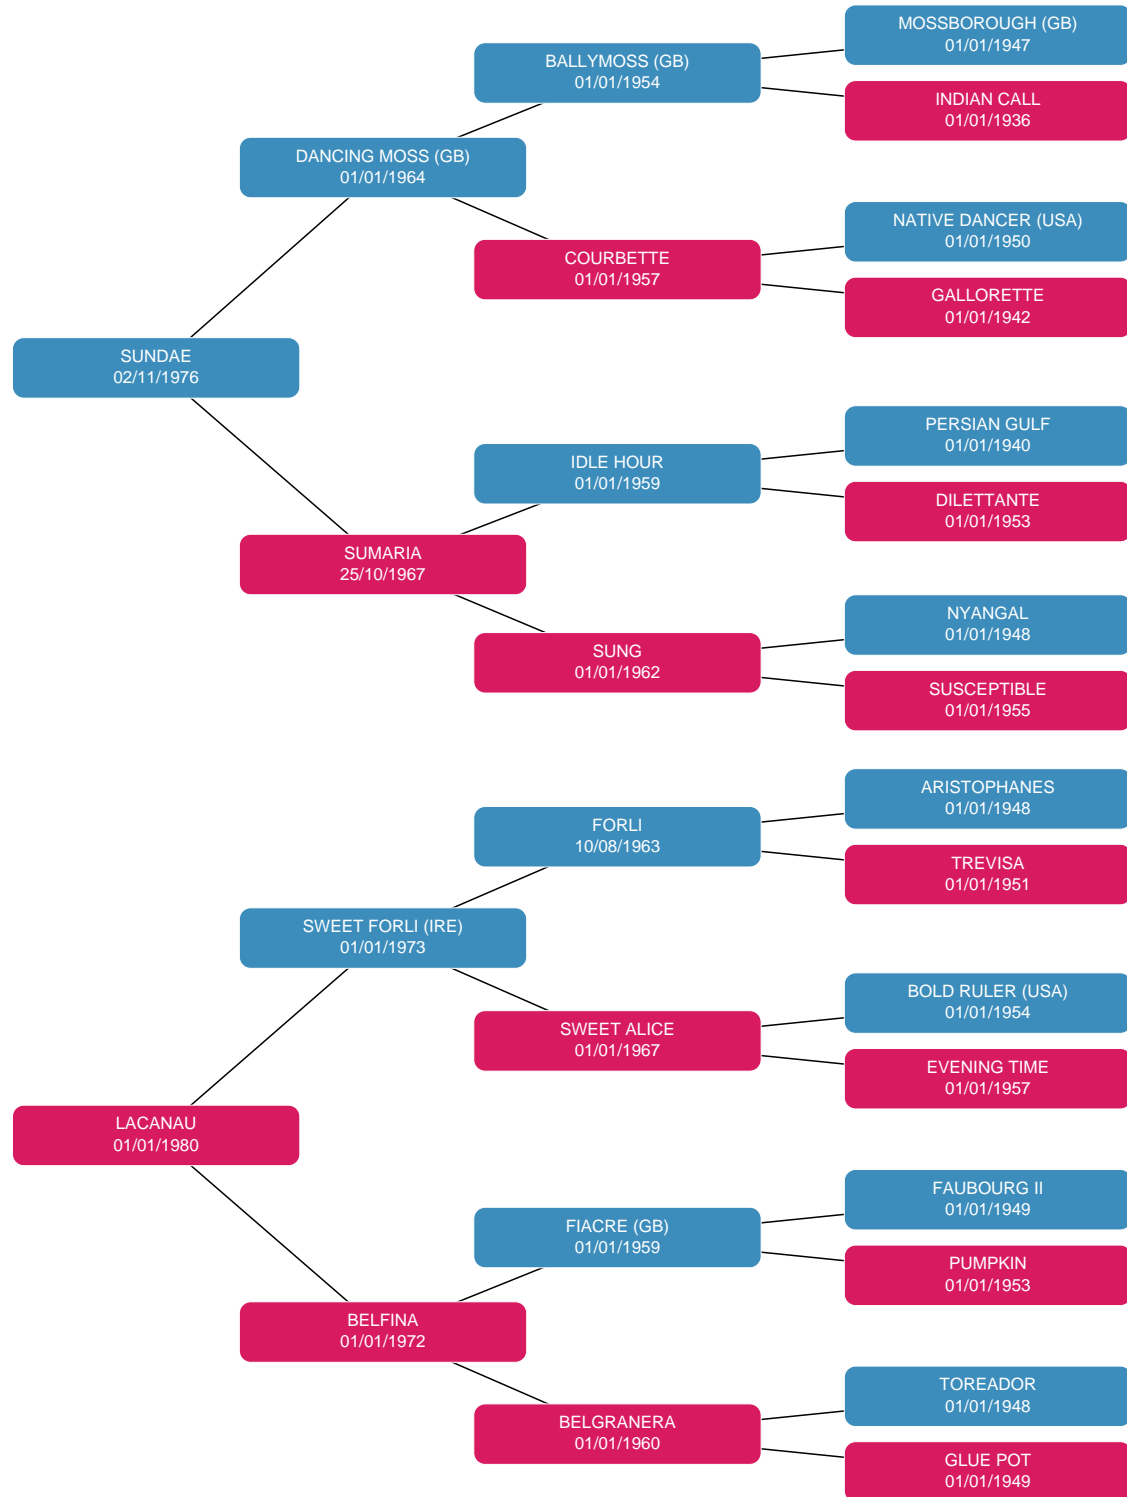 MOSSBOROUGH (GB)
01/01/1947
BALLYMOSS (GB)
01/01/1954
INDIAN CALL
01/01/1936
DANCING MOSS (GB)
01/01/1964
NATIVE DANCER (USA)
01/01/1950
COURBETTE
01/01/1957
GALLORETTE
01/01/1942
SUNDAE
02/11/1976
PERSIAN GULF
01/01/1940
IDLE HOUR
01/01/1959
DILETTANTE
01/01/1953
SUMARIA
25/10/1967
NYANGAL
01/01/1948
SUNG
01/01/1962
SUSCEPTIBLE
01/01/1955
ARISTOPHANES
01/01/1948
FORLI
10/08/1963
TREVISA
01/01/1951
SWEET FORLI (IRE)
01/01/1973
BOLD RULER (USA)
01/01/1954
SWEET ALICE
01/01/1967
EVENING TIME
01/01/1957
LACANAU
01/01/1980
FAUBOURG II
01/01/1949
FIACRE (GB)
01/01/1959
PUMPKIN
01/01/1953
BELFINA
01/01/1972
TOREADOR
01/01/1948
BELGRANERA
01/01/1960
GLUE POT
01/01/1949